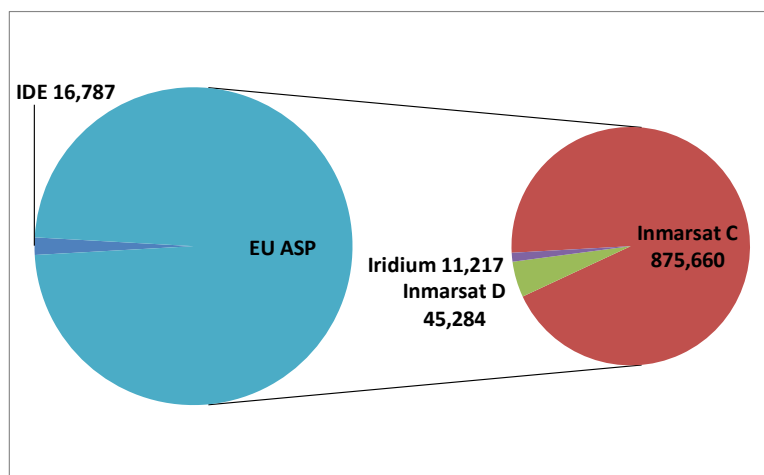 IDE 16,787
EU ASP
Inmarsat C
875,660
Iridium 11,217
Inmarsat D
45,284